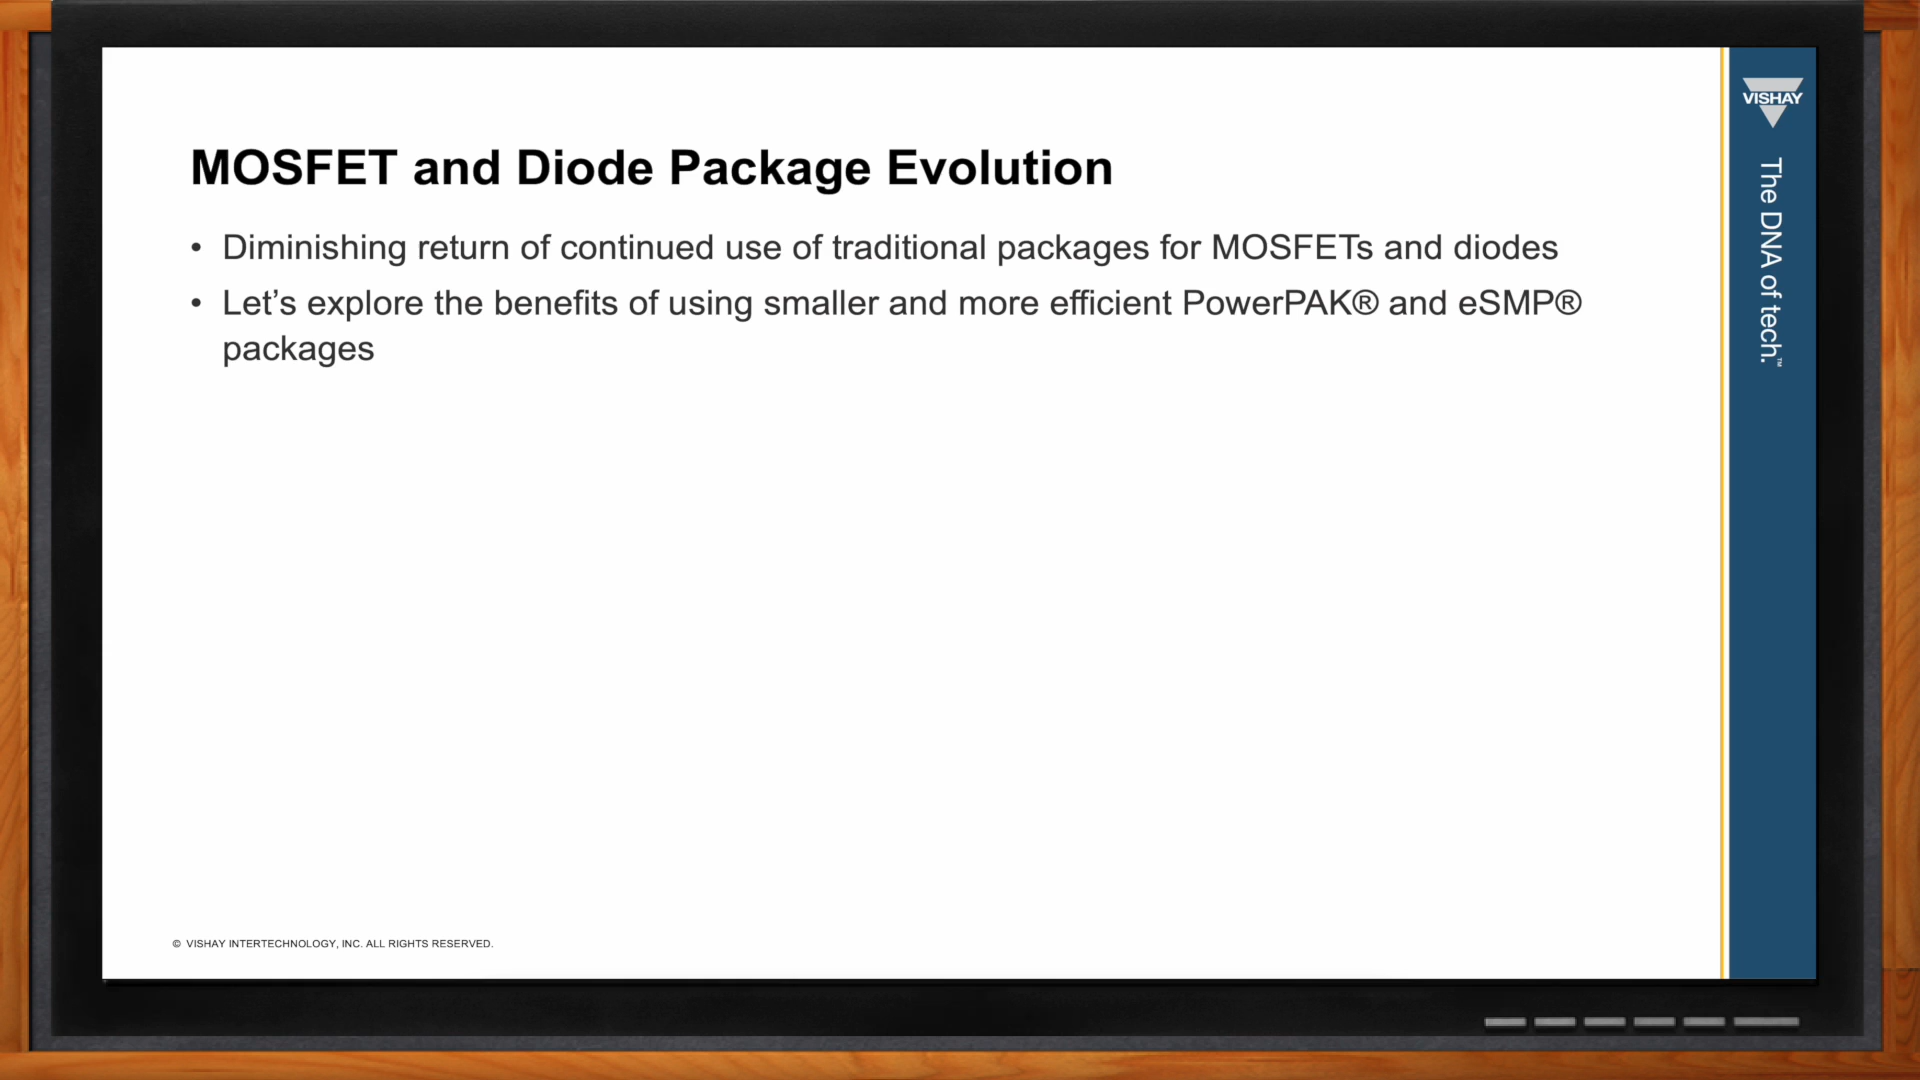 MOSFET and Diode Package Evolution
• Diminishing return of continued use of traditional packages for MOSFETs and diodes
• Let’s explore the benefits of using smaller and more efficient PowerPAK® and eSMP®
packages
© VISHAY INTERTECHNOLOGY, INC. ALL RIGHTS RESERVED.
VISHAY
The DNA of tech.™